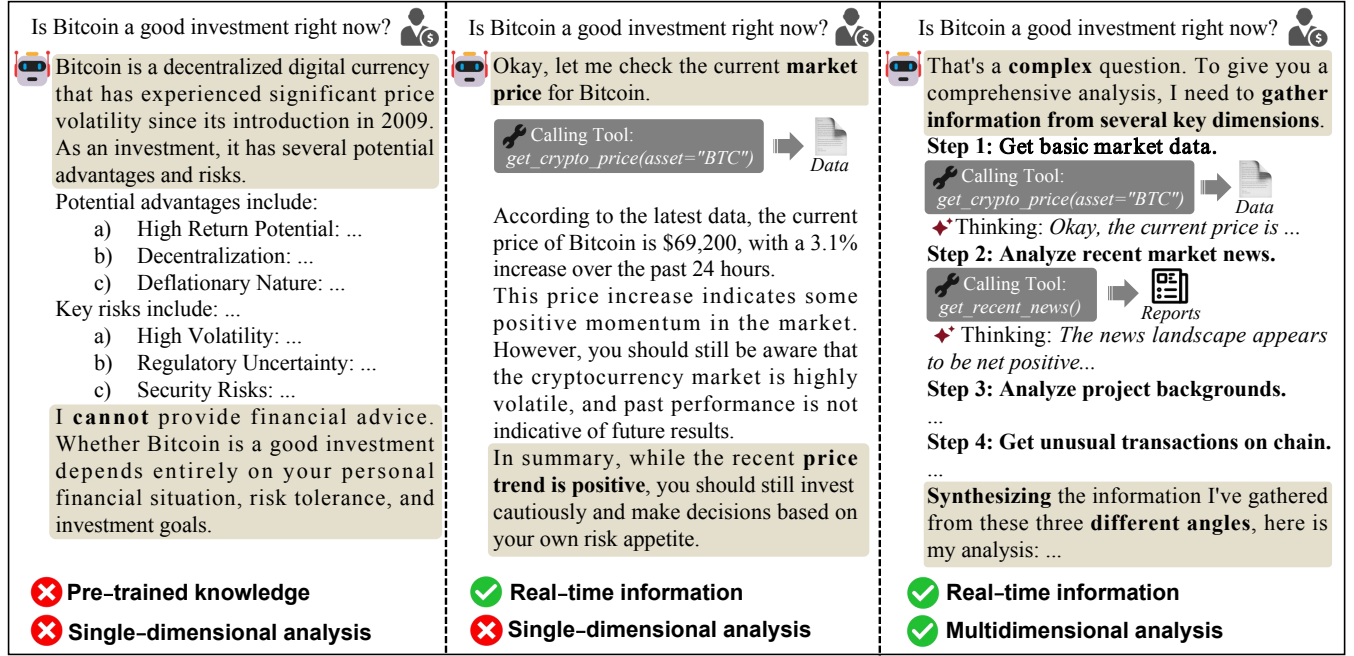 Is Bitcoin a good investment right now?
Bitcoin is a decentralized digital currency
that has experienced significant price
volatility since its introduction in 2009.
As an investment, it has several potential
advantages and risks.
Potential advantages include:
a) High Return Potential: ...
b) Decentralization: ...
c) Deflationary Nature: ...
Key risks include: ...
a) High Volatility: ...
b) Regulatory Uncertainty: ...
c) Security Risks: ...
I cannot provide financial advice.
Whether Bitcoin is a good investment
depends entirely on your personal
financial situation, risk tolerance, and
investment goals.
Pre-trained knowledge
Single-dimensional analysis
Is Bitcoin a good investment right now?
Okay, let me check the current market
price for Bitcoin.
Calling Tool:
get_crypto_price(asset="BTC")
Data
According to the latest data, the current
price of Bitcoin is $69,200, with a 3.1%
increase over the past 24 hours.
This price increase indicates some
positive momentum in the market.
However, you should still be aware that
the cryptocurrency market is highly
volatile, and past performance is not
indicative of future results.
In summary, while the recent price
trend is positive, you should still invest
cautiously and make decisions based on
your own risk appetite.
Real-time information
Single-dimensional analysis
Is Bitcoin a good investment right now?
That's a complex question. To give you a
comprehensive analysis, I need to gather
information from several key dimensions.
Step 1: Get basic market data.
Calling Tool:
get_crypto_price(asset="BTC")
Data
Thinking: Okay, the current price is ...
Step 2: Analyze recent market news.
Calling Tool:
get_recent_news()
Reports
Thinking: The news landscape appears
to be net positive...
Step 3: Analyze project backgrounds.
...
Step 4: Get unusual transactions on chain.
...
Synthesizing the information I've gathered
from these three different angles, here is
my analysis: ...
Real-time information
Multidimensional analysis